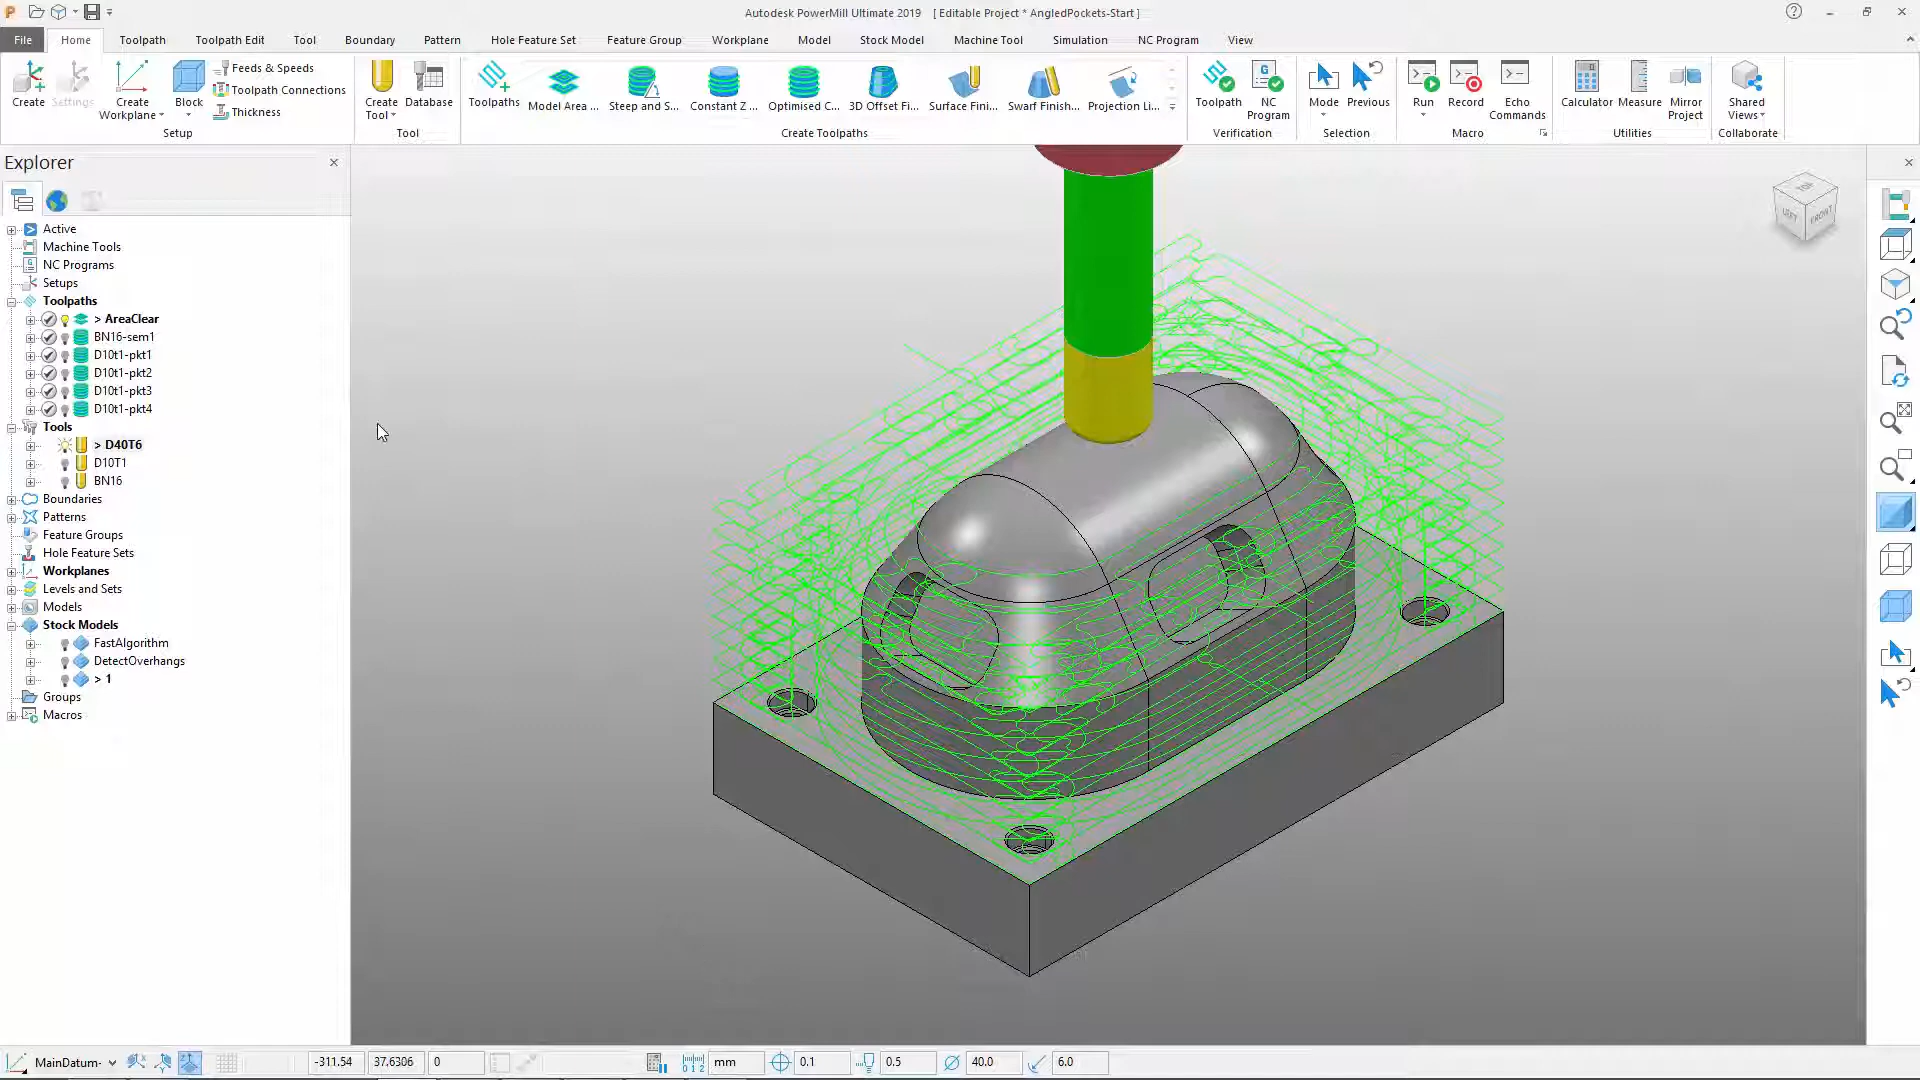 Autodesk PowerMill Ultimate 2019 [ Editable Project * AngledPockets-Start ]
File Home Toolpath Toolpath Edit Tool Boundary Pattern Hole Feature Set Feature Group Workplane Model Stock Model Machine Tool Simulation NC Program View
Create Settings Create Workplane Block Feeds & Speeds
Toolpath Connections
Thickness
Setup
Create Tool Database
Tool
Toolpaths Model Area ... Steep and S... Constant Z ... Optimised C... 3D Offset Fi... Surface Fini... Swarf Finish... Projection Li...
Create Toolpaths
Toolpath NC Program
Verification
Mode Previous
Selection
Run Record Echo Commands
Macro
Calculator Measure Mirror Project
Utilities
Shared Views
Collaborate
Explorer
Active
Machine Tools
NC Programs
Setups
Toolpaths
> AreaClear
BN16-sem1
D10t1-pkt1
D10t1-pkt2
D10t1-pkt3
D10t1-pkt4
Tools
> D40T6
D10T1
BN16
Boundaries
Patterns
Feature Groups
Hole Feature Sets
Workplanes
Levels and Sets
Models
Stock Models
FastAlgorithm
DetectOverhangs
> 1
Groups
Macros
TOP
LEFT FRONT
MainDatum- -311.54 37.6306 0 mm 0.1 0.5 40.0 6.0